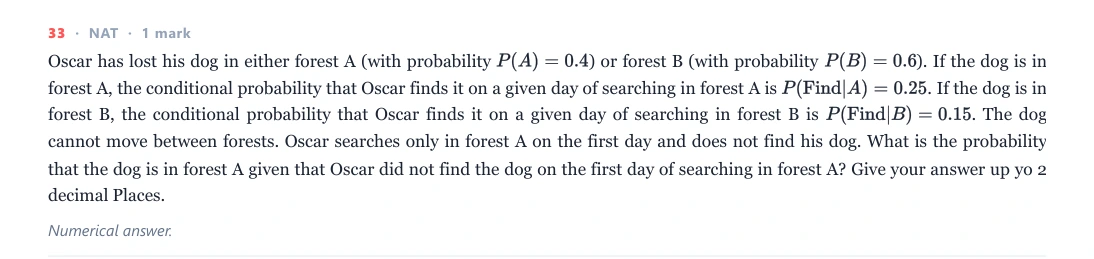 33 · NAT · 1 mark
Oscar has lost his dog in either forest A (with probability P(A) = 0.4) or forest B (with probability P(B) = 0.6). If the dog is in
forest A, the conditional probability that Oscar finds it on a given day of searching in forest A is P(Find|A) = 0.25. If the dog is in
forest B, the conditional probability that Oscar finds it on a given day of searching in forest B is P(Find|B) = 0.15. The dog
cannot move between forests. Oscar searches only in forest A on the first day and does not find his dog. What is the probability
that the dog is in forest A given that Oscar did not find the dog on the first day of searching in forest A? Give your answer up yo 2
decimal Places.
Numerical answer.